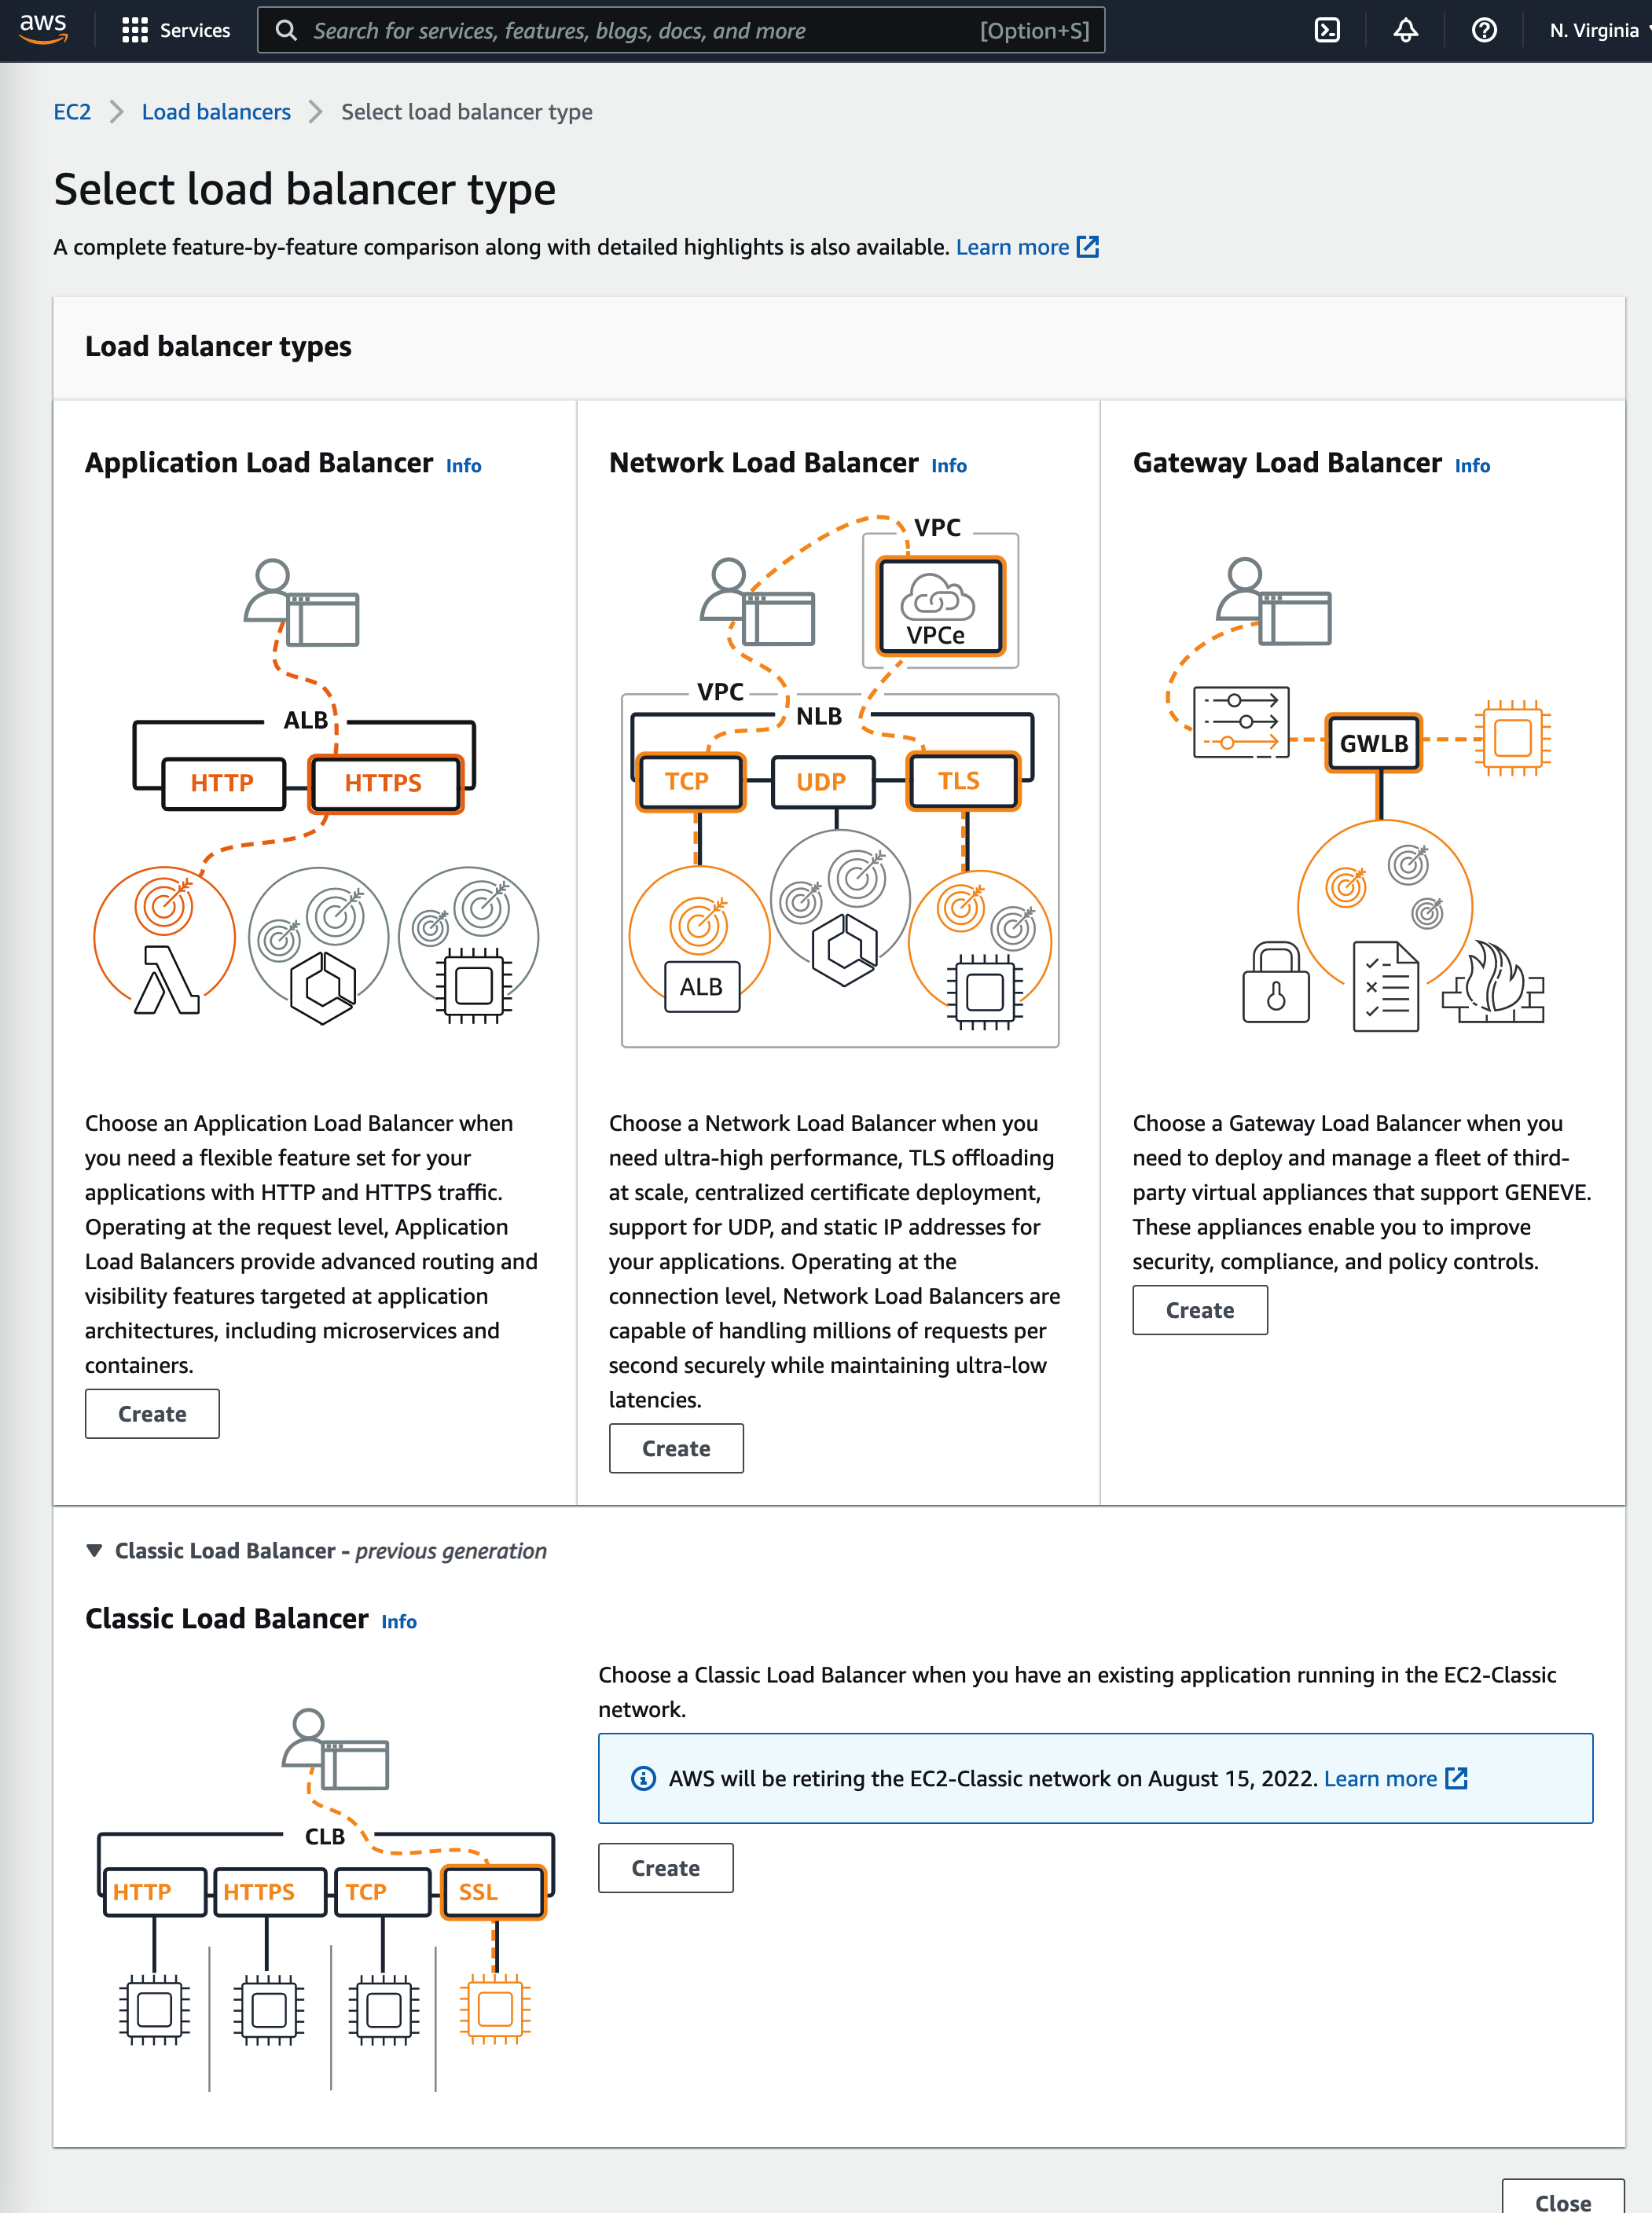 aws
Services
Search for services, features, blogs, docs, and more
[Option+S]
N. Virginia
EC2
Load balancers
Select load balancer type
Select load balancer type
A complete feature-by-feature comparison along with detailed highlights is also available. Learn more
Load balancer types
Application Load Balancer Info
ALB
HTTP
HTTPS
Choose an Application Load Balancer when
you need a flexible feature set for your
applications with HTTP and HTTPS traffic.
Operating at the request level, Application
Load Balancers provide advanced routing and
visibility features targeted at application
architectures, including microservices and
containers.
Create
Network Load Balancer Info
VPC
VPCe
VPC
NLB
TCP
UDP
TLS
ALB
Choose a Network Load Balancer when you
need ultra-high performance, TLS offloading
at scale, centralized certificate deployment,
support for UDP, and static IP addresses for
your applications. Operating at the
connection level, Network Load Balancers are
capable of handling millions of requests per
second securely while maintaining ultra-low
latencies.
Create
Gateway Load Balancer Info
GWLB
Choose a Gateway Load Balancer when you
need to deploy and manage a fleet of third-
party virtual appliances that support GENEVE.
These appliances enable you to improve
security, compliance, and policy controls.
Create
Classic Load Balancer - previous generation
Classic Load Balancer Info
CLB
HTTP
HTTPS
TCP
SSL
Choose a Classic Load Balancer when you have an existing application running in the EC2-Classic
network.
AWS will be retiring the EC2-Classic network on August 15, 2022. Learn more
Create
Close